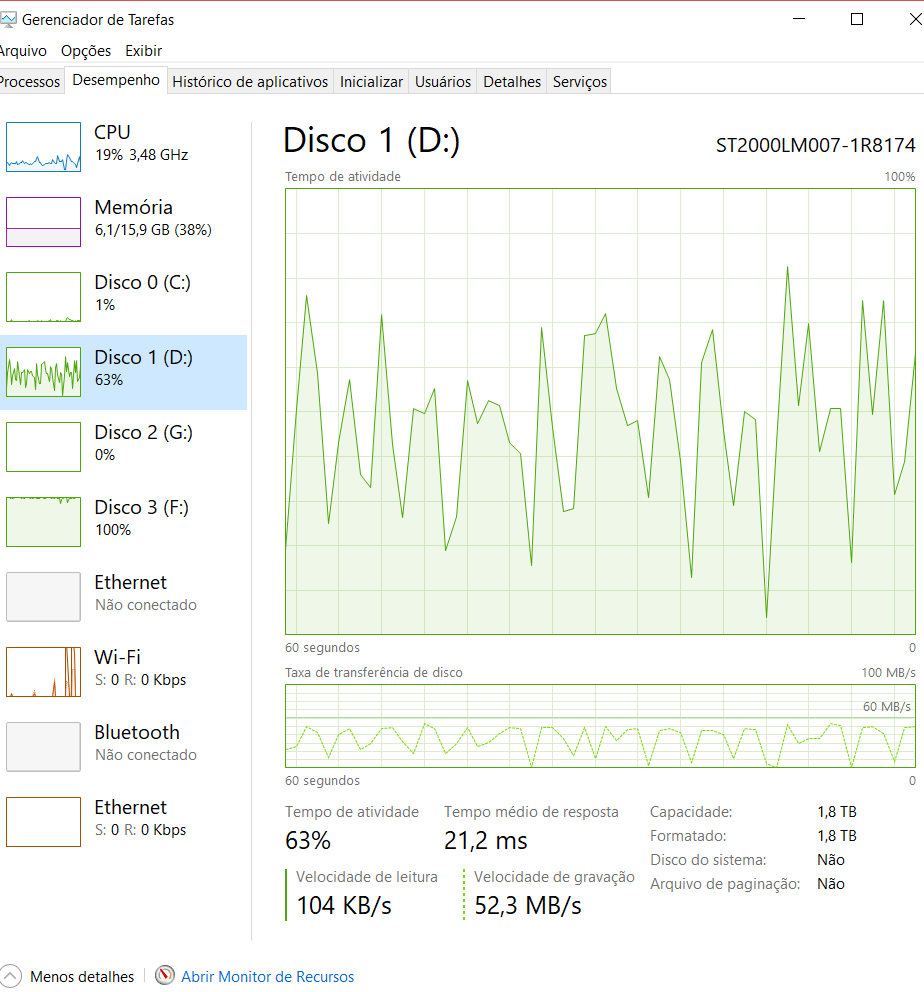 Gerenciador de Tarefas
Arquivo Opções Exibir
Processos Desempenho Histórico de aplicativos Inicializar Usuários Detalhes Serviços
CPU
19% 3,48 GHz
Memória
6,1/15,9 GB (38%)
Disco 0 (C:)
1%
Disco 1 (D:)
63%
Disco 2 (G:)
0%
Disco 3 (F:)
100%
Ethernet
Não conectado
Wi-Fi
S: 0 R: 0 Kbps
Bluetooth
Não conectado
Ethernet
S: 0 R: 0 Kbps
Disco 1 (D:) ST2000LM007-1R8174
Tempo de atividade 100%
60 segundos 0
Taxa de transferência de disco 100 MB/s
60 MB/s
60 segundos 0
Tempo de atividade
63%
Tempo médio de resposta
21,2 ms
Velocidade de leitura
104 KB/s
Velocidade de gravação
52,3 MB/s
Capacidade: 1,8 TB
Formatado: 1,8 TB
Disco do sistema: Não
Arquivo de paginação: Não
Menos detalhes Abrir Monitor de Recursos